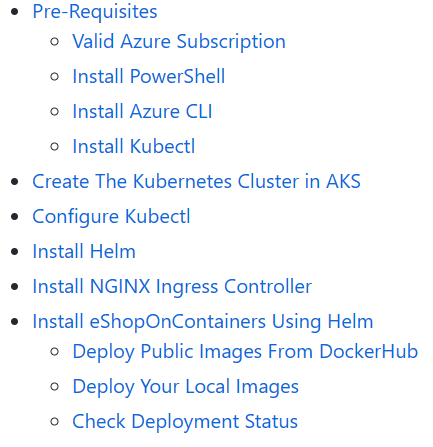 Pre-Requisites
Valid Azure Subscription
Install PowerShell
Install Azure CLI
Install Kubectl
Create The Kubernetes Cluster in AKS
Configure Kubectl
Install Helm
Install NGINX Ingress Controller
Install eShopOnContainers Using Helm
Deploy Public Images From DockerHub
Deploy Your Local Images
Check Deployment Status